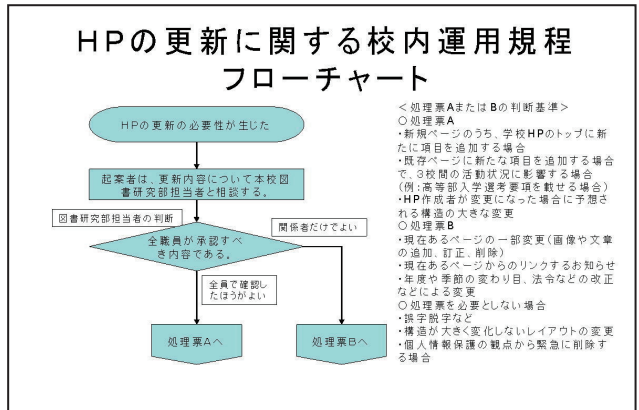 HPの更新に関する校内運用規程
フローチャート
HPの更新の必要性が生じた
起案者は、更新内容について本校図
書研究部担当者と相談する。
図書研究部担当者の判断
関係者だけでよい
全職員が承認すべ
き内容である。
全員で確認し
たほうがよい
処理票Aへ
処理票Bへ
＜処理票AまたはBの判断基準＞
○処理票A
・新規ページのうち、学校HPのトップに新
たに項目を追加する場合
・既存ページに新たな項目を追加する場合
で、3校間の活動状況に影響する場合
（例：高等部入学選考要項を載せる場合）
・HP作成者が変更になった場合に予想さ
れる構造の大きな変更
○処理票B
・現在あるページの一部変更（画像や文章
の追加、訂正、削除）
・現在あるページからのリンクするお知らせ
・年度や季節の変わり目、法令などの改正
などによる変更
○処理票を必要としない場合
・誤字脱字など
・構造が大きく変化しないレイアウトの変更
・個人情報保護の観点から緊急に削除す
る場合